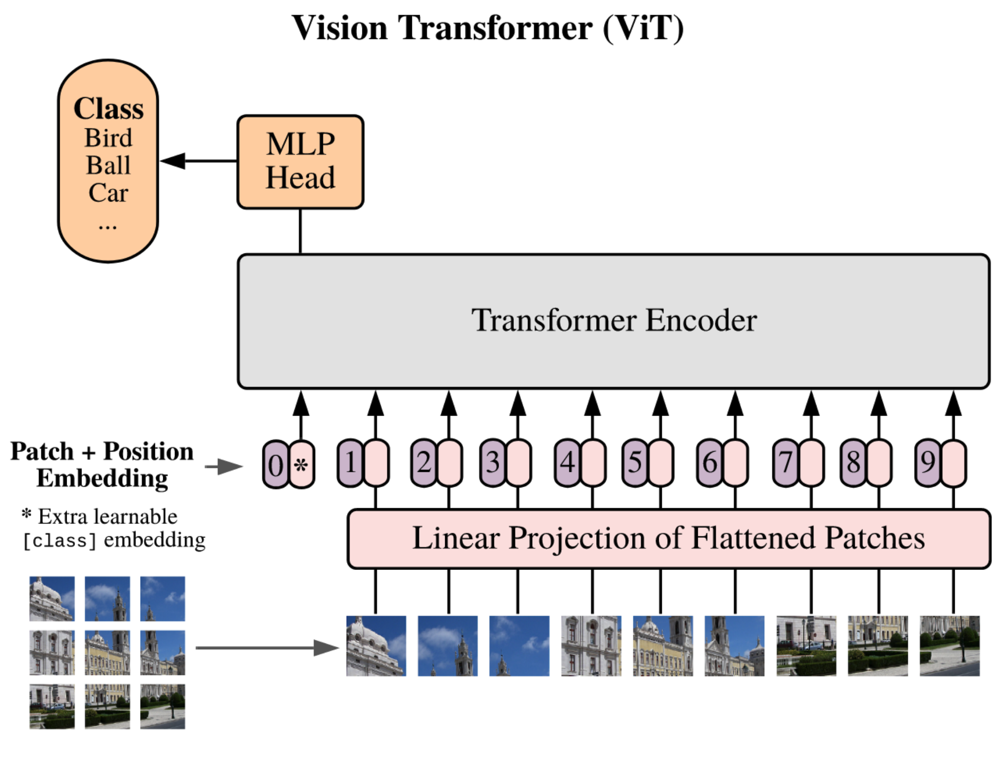 Vision Transformer (ViT)
Class
Bird
Ball
Car
...
MLP
Head
Transformer Encoder
Patch + Position
Embedding
0 * 1 2 3 4 5 6 7 8 9
* Extra learnable
[class] embedding
Linear Projection of Flattened Patches